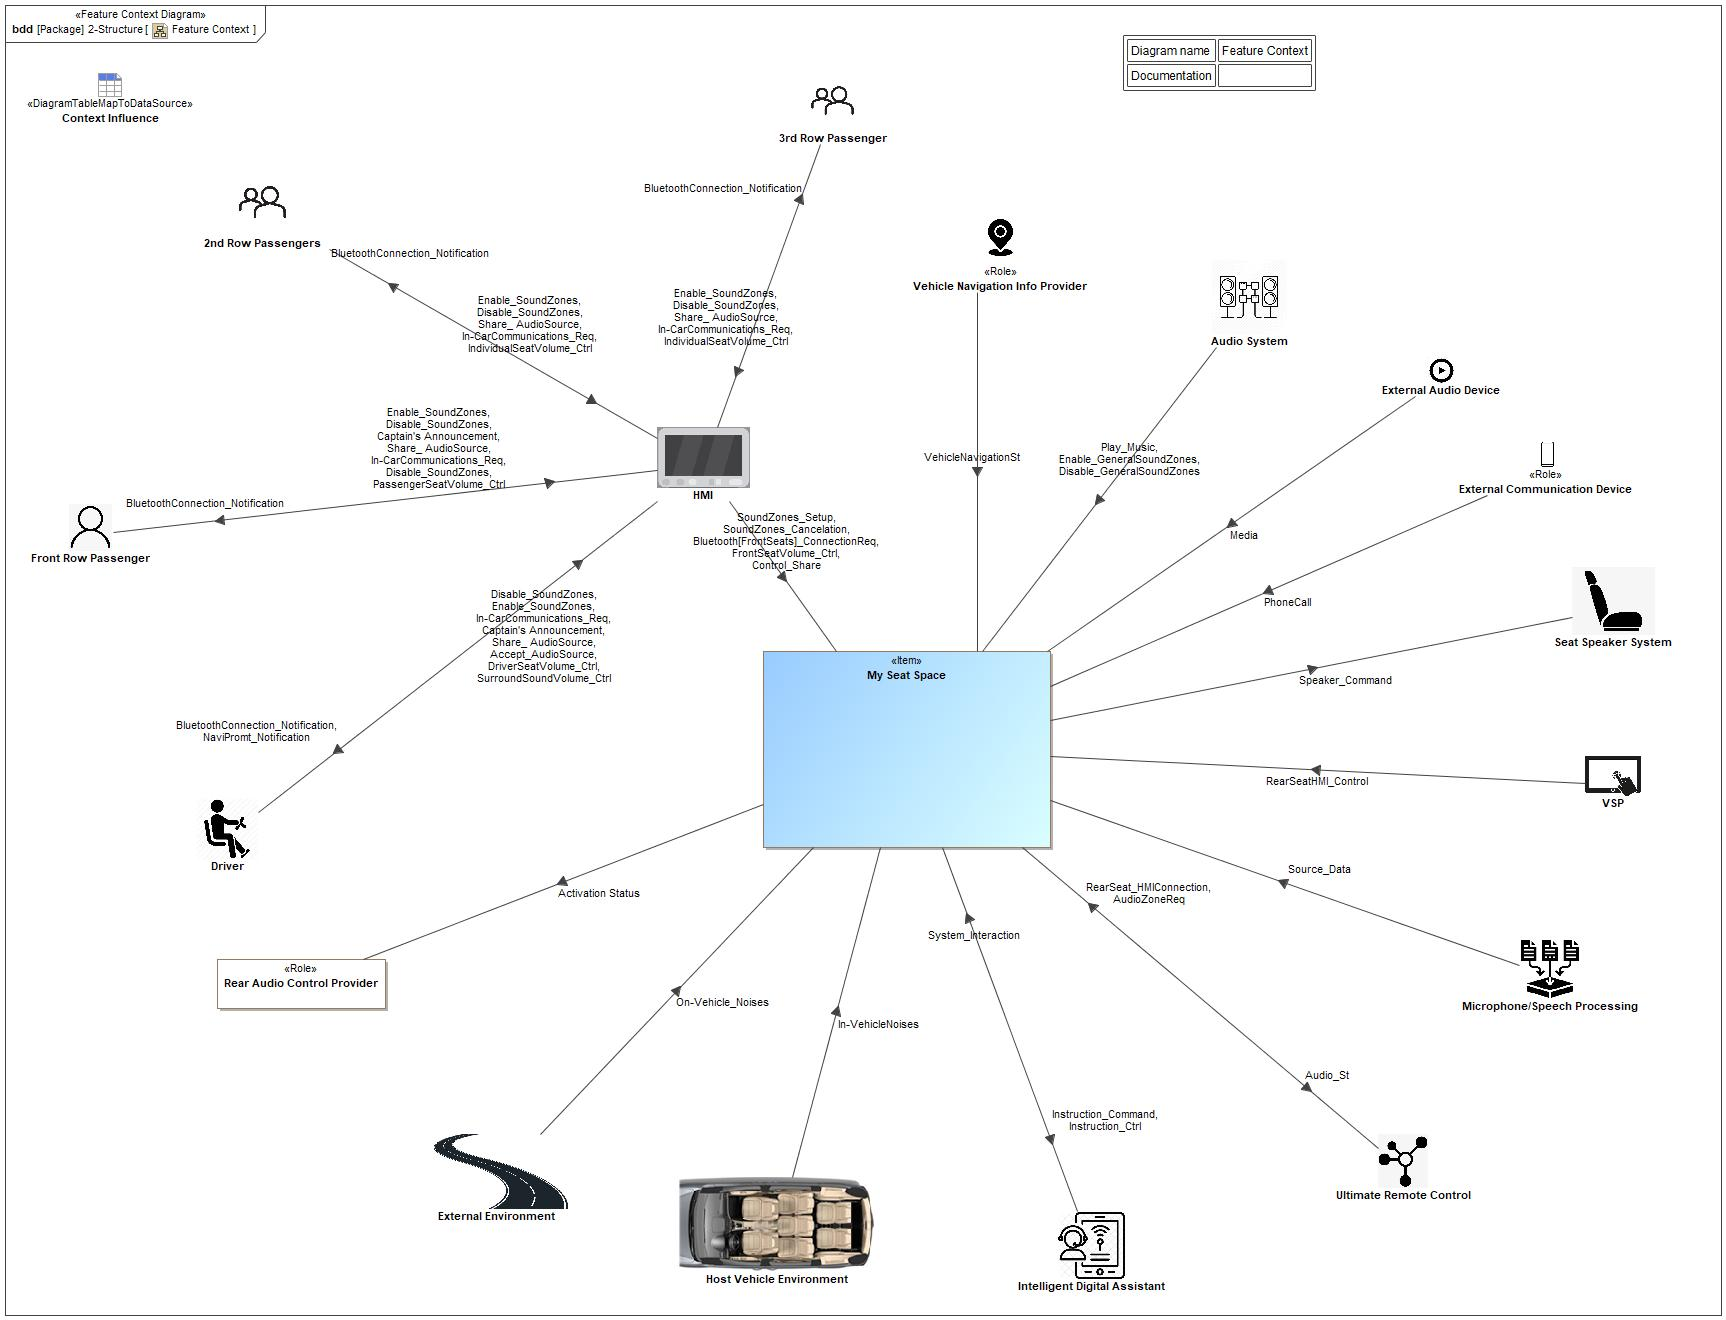 «Feature Context Diagram»
bdd [Package] 2-Structure [ Feature Context ]
Diagram name Feature Context
Documentation
«DiagramTableMapToDataSource»
Context Influence
3rd Row Passenger
BluetoothConnection_Notification
2nd Row Passengers
BluetoothConnection_Notification
«Role»
Vehicle Navigation Info Provider
Enable_SoundZones,
Disable_SoundZones,
Share_ AudioSource,
In-CarCommunications_Req,
IndividualSeatVolume_Ctrl
Enable_SoundZones,
Disable_SoundZones,
Share_ AudioSource,
In-CarCommunications_Req,
IndividualSeatVolume_Ctrl
Audio System
External Audio Device
Enable_SoundZones,
Disable_SoundZones,
Captain's Announcement,
Share_ AudioSource,
In-CarCommunications_Req,
Disable_SoundZones,
PassengerSeatVolume_Ctrl
VehicleNavigationSt
Play_Music,
Enable_GeneralSoundZones,
Disable_GeneralSoundZones
«Role»
External Communication Device
HMI
BluetoothConnection_Notification
Front Row Passenger
SoundZones_Setup,
SoundZones_Cancelation,
Bluetooth[FrontSeats]_ConnectionReq,
FrontSeatVolume_Ctrl,
Control_Share
Media
PhoneCall
Disable_SoundZones,
Enable_SoundZones,
In-CarCommunications_Req,
Captain's Announcement,
Share_ AudioSource,
Accept_AudioSource,
DriverSeatVolume_Ctrl,
SurroundSoundVolume_Ctrl
Seat Speaker System
«Item»
My Seat Space
Speaker_Command
BluetoothConnection_Notification,
NaviPromt_Notification
RearSeatHMI_Control
VSP
Driver
Source_Data
Activation Status
RearSeat_HMIConnection,
AudioZoneReq
System_Interaction
«Role»
Rear Audio Control Provider
On-Vehicle_Noises
Microphone/Speech Processing
In-VehicleNoises
Audio_St
Instruction_Command,
Instruction_Ctrl
Ultimate Remote Control
External Environment
Host Vehicle Environment
Intelligent Digital Assistant